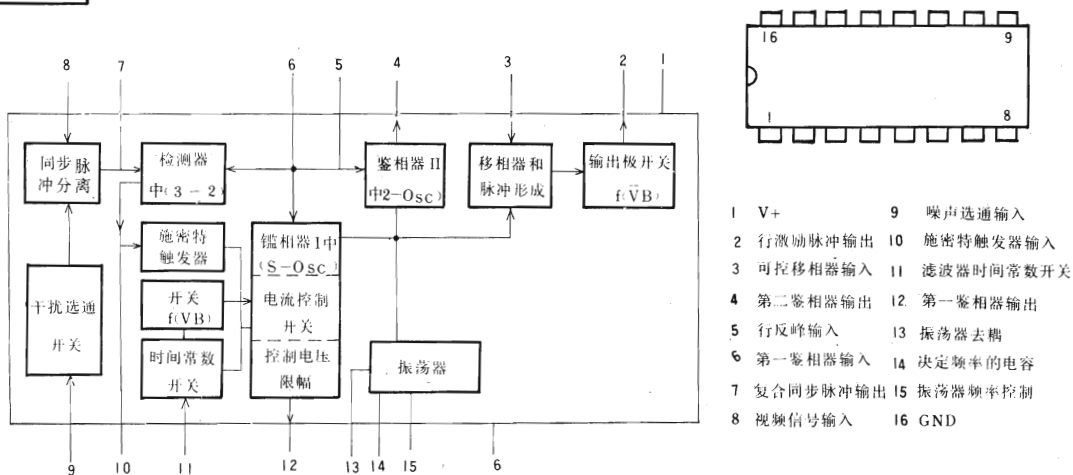 8 7 6 5 4 3 2 1
同步脉
冲分离
检测器
中(3-2)
鉴相器 II
中2-Osc)
移相器和
脉冲形成
输出极开关
f(VB)
施密特
触发器
鑑相器 I 中
(S-Osc)
干扰选通
开关
开关
f(VB)
电流控制
开关
时间常数
开关
控制电压
限幅
振荡器
9 10 11 12 13 14 15 6
16 9
1 8
1 V+
2 行激励脉冲输出
3 可控移相器输入
4 第二鉴相器输出
5 行反峰输入
6 第一鉴相器输入
7 复合同步脉冲输出
8 视频信号输入
9 噪声选通输入
10 施密特触发器输入
11 滤波器时间常数开关
12 第一鉴相器输出
13 振荡器去耦
14 决定频率的电容
15 振荡器频率控制
16 GND